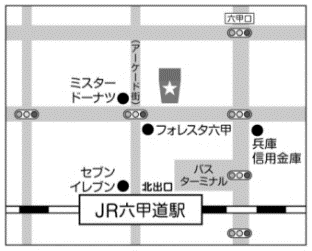 六甲口
(アーケード街)
ミスター
ドーナツ
フォレスタ六甲
兵庫
信用金庫
セブン
イレブン
北出口
バス
ターミナル
JR六甲道駅